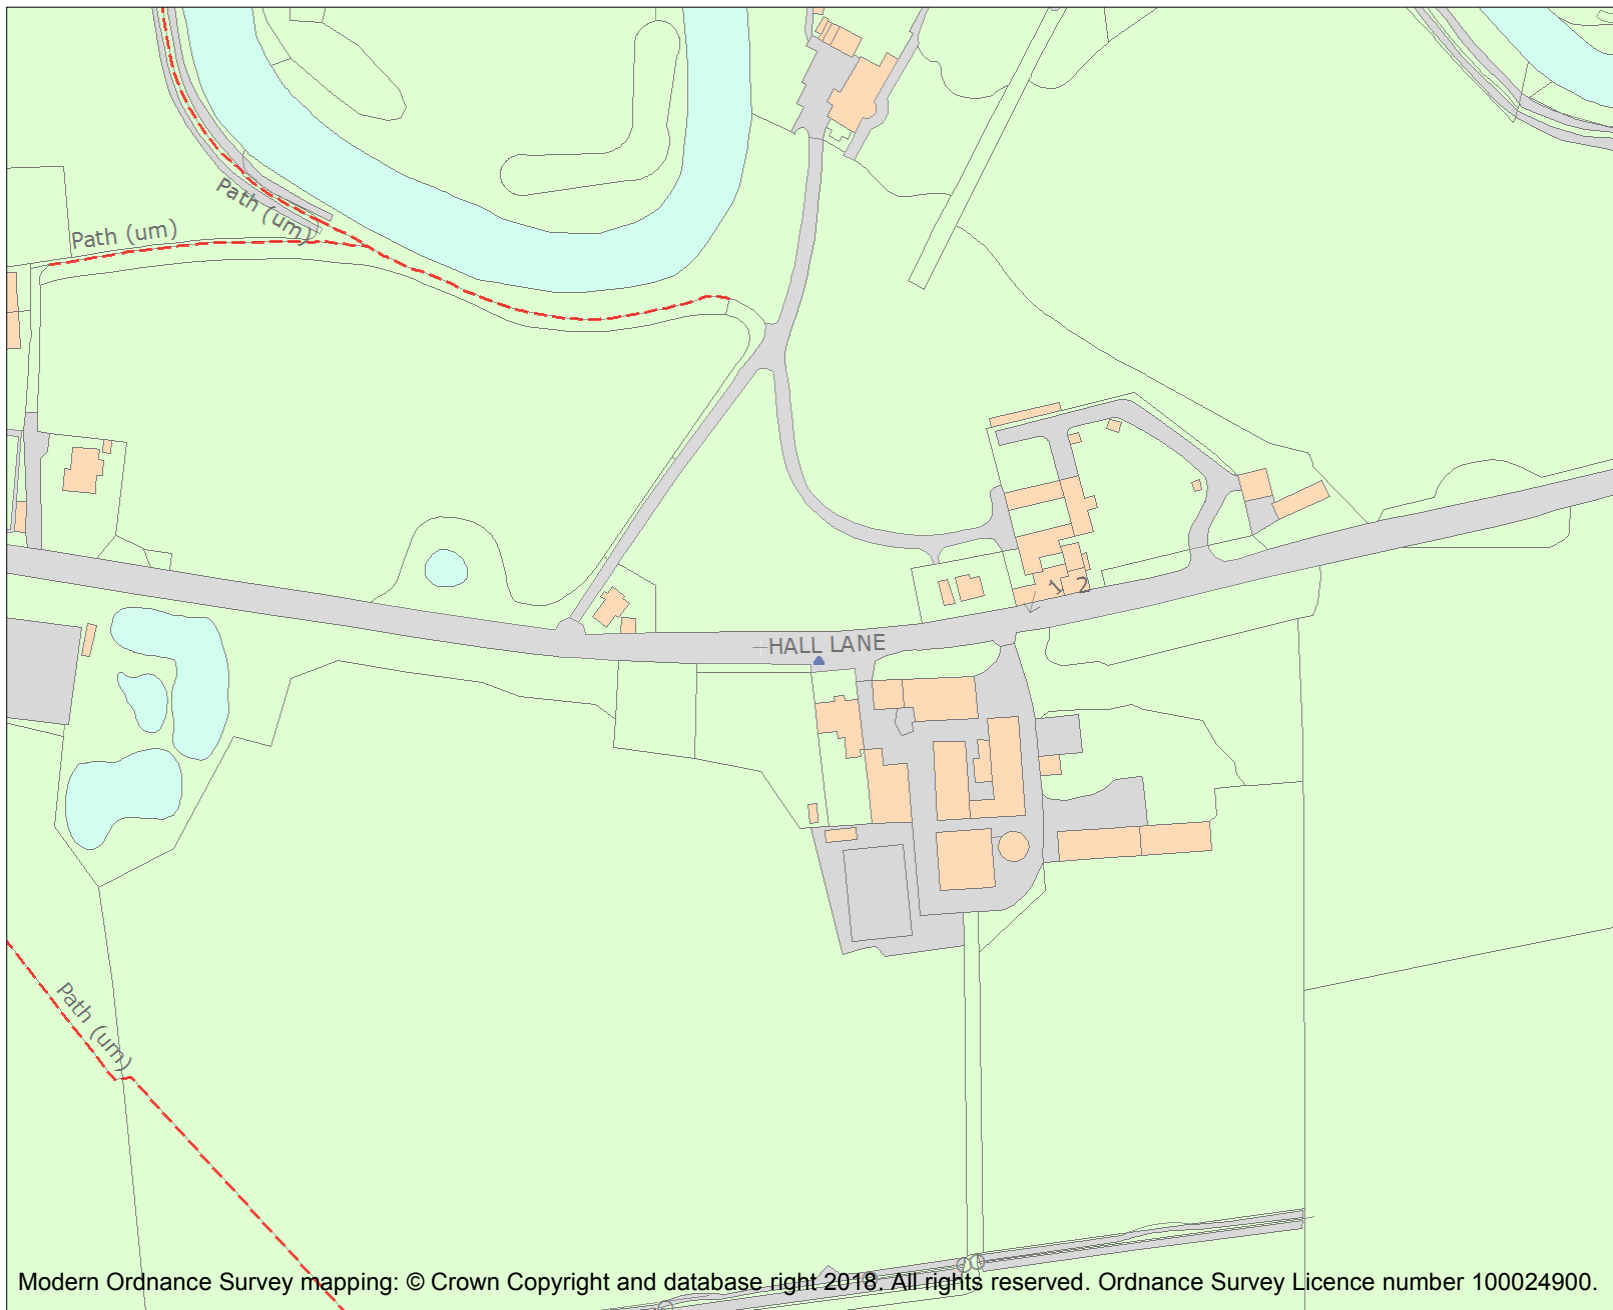 Path (um)
Path (um)
1 2
HALL LANE
Path (um)
Modern Ordnance Survey mapping: © Crown Copyright and database right 2018. All rights reserved. Ordnance Survey Licence number 100024900.